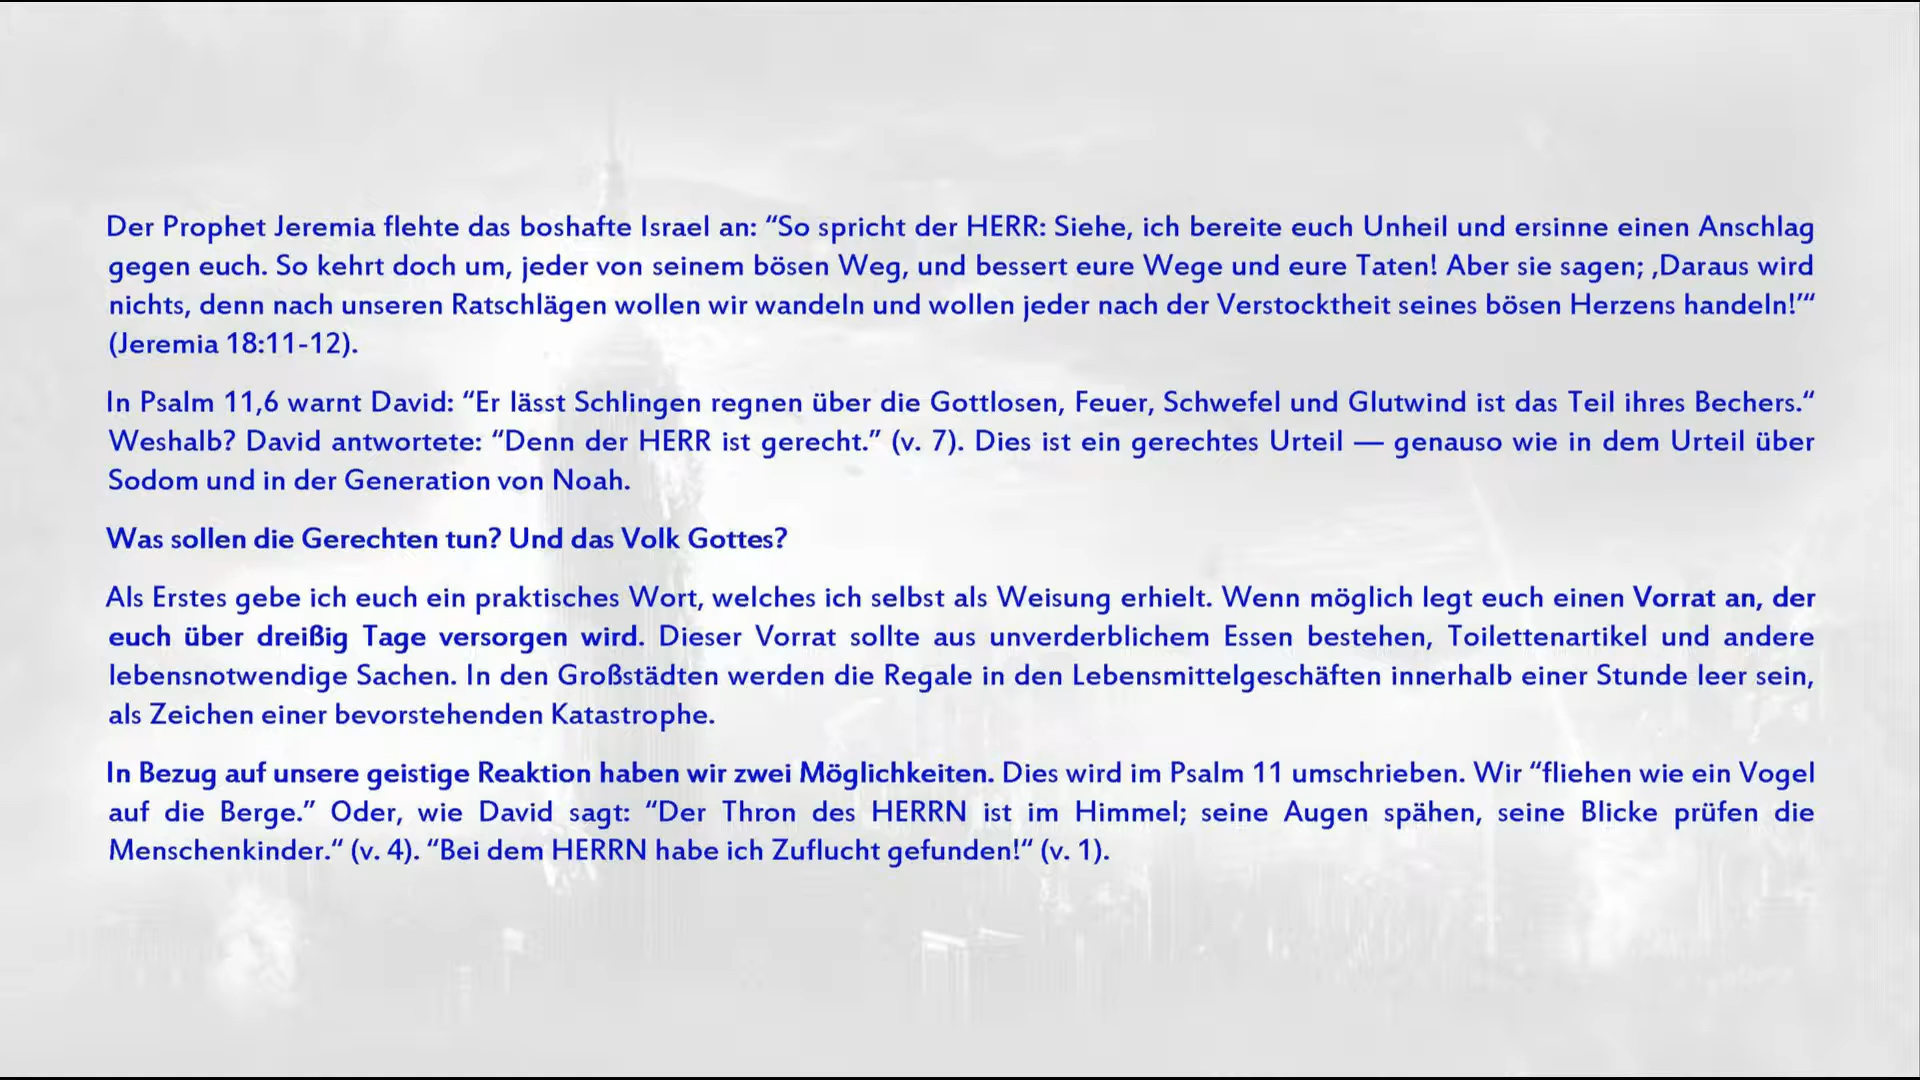 Der Prophet Jeremia flehte das boshafte Israel an: “So spricht der HERR: Siehe, ich bereite euch Unheil und ersinne einen Anschlag
gegen euch. So kehrt doch um, jeder von seinem bösen Weg, und bessert eure Wege und eure Taten! Aber sie sagen; ‚Daraus wird
nichts, denn nach unseren Ratschlägen wollen wir wandeln und wollen jeder nach der Verstocktheit seines bösen Herzens handeln!’“
(Jeremia 18:11-12).
In Psalm 11,6 warnt David: “Er lässt Schlingen regnen über die Gottlosen, Feuer, Schwefel und Glutwind ist das Teil ihres Bechers.“
Weshalb? David antwortete: “Denn der HERR ist gerecht.” (v. 7). Dies ist ein gerechtes Urteil — genauso wie in dem Urteil über
Sodom und in der Generation von Noah.
Was sollen die Gerechten tun? Und das Volk Gottes?
Als Erstes gebe ich euch ein praktisches Wort, welches ich selbst als Weisung erhielt. Wenn möglich legt euch einen Vorrat an, der
euch über dreißig Tage versorgen wird. Dieser Vorrat sollte aus unverderblichem Essen bestehen, Toilettenartikel und andere
lebensnotwendige Sachen. In den Großstädten werden die Regale in den Lebensmittelgeschäften innerhalb einer Stunde leer sein,
als Zeichen einer bevorstehenden Katastrophe.
In Bezug auf unsere geistige Reaktion haben wir zwei Möglichkeiten. Dies wird im Psalm 11 umschrieben. Wir “fliehen wie ein Vogel
auf die Berge.” Oder, wie David sagt: “Der Thron des HERRN ist im Himmel; seine Augen spähen, seine Blicke prüfen die
Menschenkinder.“ (v. 4). “Bei dem HERRN habe ich Zuflucht gefunden!“ (v. 1).